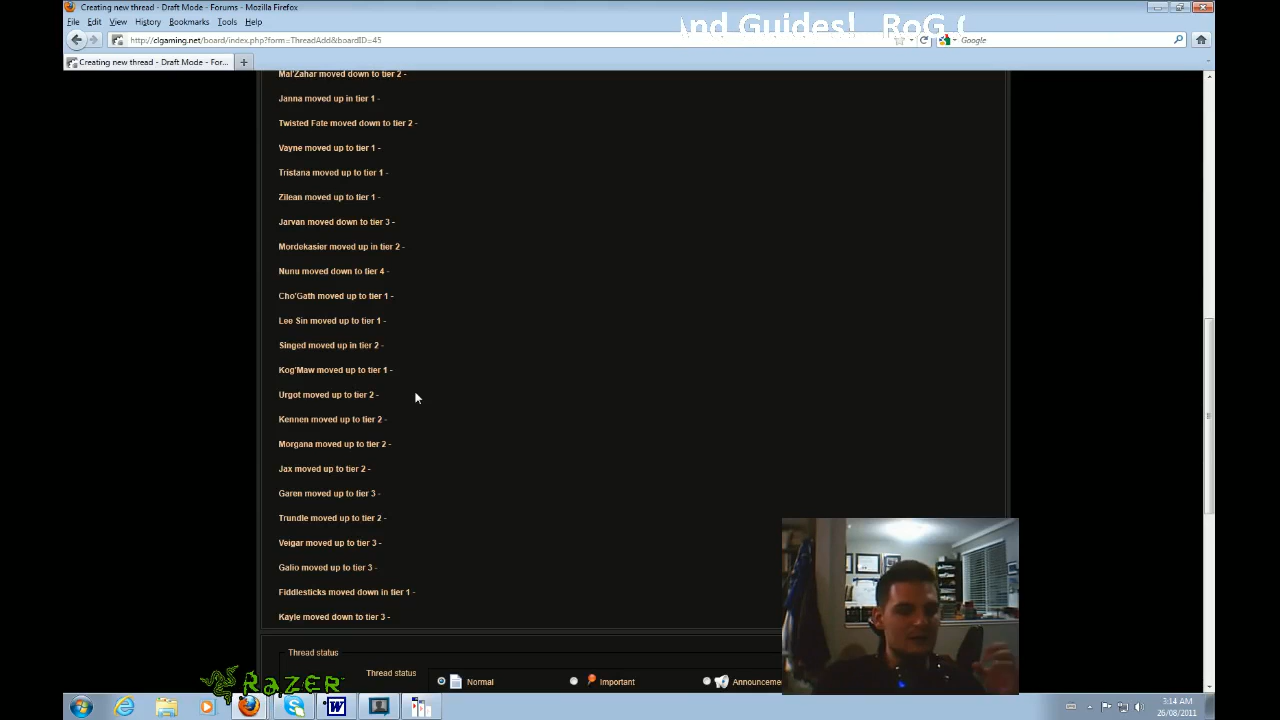 Creating new thread - Draft Mode - Forums - Mozilla Firefox
File Edit View History Bookmarks Tools Help
And Guides! RoG
http://clgaming.net/board/index.php?form=ThreadAdd&boardID=45
Google
Creating new thread - Draft Mode - For...
Mal'Zahar moved down to tier 2 -
Janna moved up in tier 1 -
Twisted Fate moved down to tier 2 -
Vayne moved up to tier 1 -
Tristana moved up to tier 1 -
Zilean moved up to tier 1 -
Jarvan moved down to tier 3 -
Mordekasier moved up in tier 2 -
Nunu moved down to tier 4 -
Cho'Gath moved up to tier 1 -
Lee Sin moved up to tier 1 -
Singed moved up in tier 2 -
Kog'Maw moved up to tier 1 -
Urgot moved up to tier 2 -
Kennen moved up to tier 2 -
Morgana moved up to tier 2 -
Jax moved up to tier 2 -
Garen moved up to tier 3 -
Trundle moved up to tier 2 -
Veigar moved up to tier 3 -
Galio moved up to tier 3 -
Fiddlesticks moved down in tier 1 -
Kayle moved down to tier 3 -
Thread status
Thread status Normal Important Announceme
RAZER
3:14 AM
26/08/2011